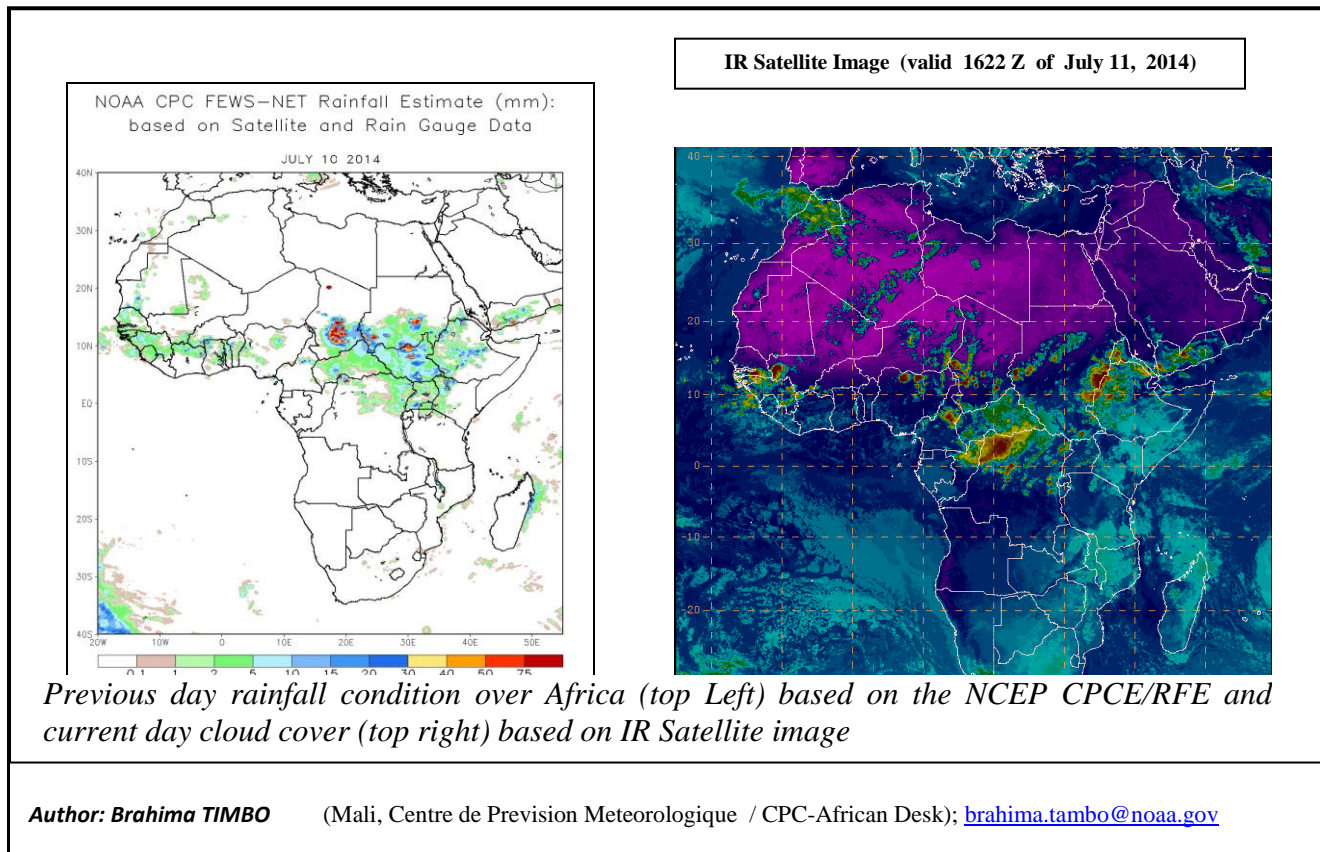 IR Satellite Image (valid 1622 Z of July 11, 2014)
NOAA CPC FEWS-NET Rainfall Estimate (mm):
based on Satellite and Rain Gauge Data
JULY 10 2014
40N
30N
20N
10N
EQ
10S
20S
30S
40S
20W 10W 0 10E 20E 30E 40E 50E
0.1 1 2 5 10 15 20 30 40 50 75
40
30
20
10
0
-10
-20
Previous day rainfall condition over Africa (top Left) based on the NCEP CPCE/RFE and
current day cloud cover (top right) based on IR Satellite image
Author: Brahima TIMBO (Mali, Centre de Prevision Meteorologique / CPC-African Desk); brahima.tambo@noaa.gov